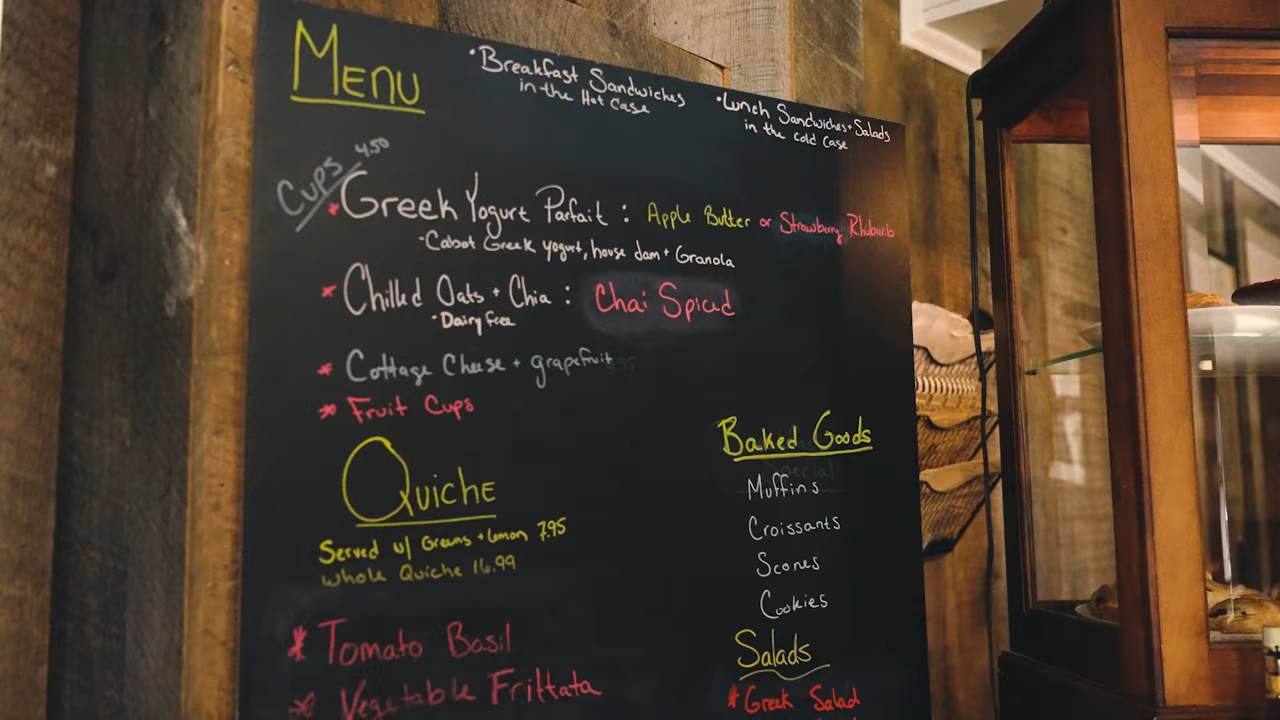 Menu
•Breakfast Sandwiches
in the Hot Case
•Lunch Sandwiches + Salads
in the cold case
Cups 4.50
* Greek Yogurt Parfait : Apple Butter or Strawberry Rhubarb
•Cabot Greek yogurt, house dam + Granola
* Chilled Oats + Chia : Chai Spiced
•Dairy free
* Cottage Cheese + grapefruit
* Fruit Cups
Quiche
Served w/ Greens + Lemon 7.95
whole Quiche 16.99
* Tomato Basil
* Vegetable Frittata
Baked Goods
Muffins
Croissants
Scones
Cookies
Salads
* Greek Salad